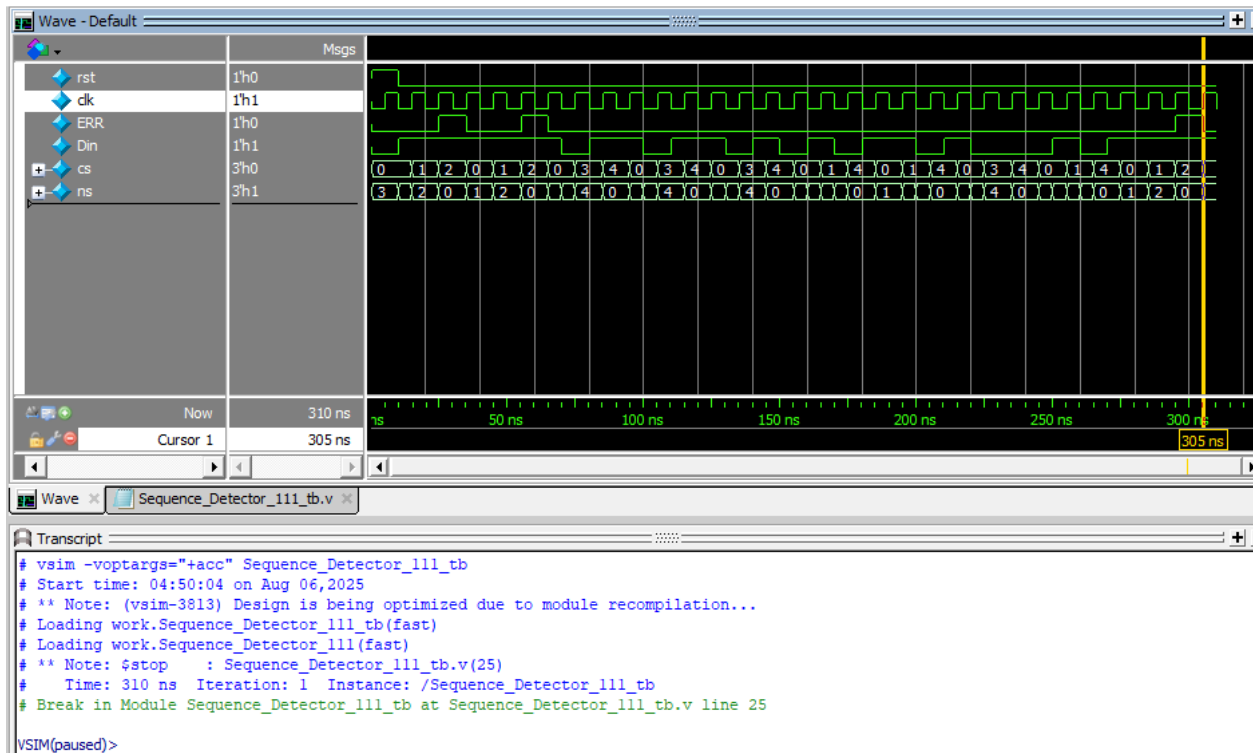 Wave - Default
Msgs
rst 1'h0
clk 1'h1
ERR 1'h0
Din 1'h1
cs 3'h0 0 1 2 0 1 2 0 3 4 0 3 4 0 3 4 0 1 4 0 1 4 0 3 4 0 1 4 0 1 2
ns 3'h1 3 2 0 1 2 0 4 0 4 0 4 0 0 1 0 4 0 0 1 2 0
Now 310 ns
ns 50 ns 100 ns 150 ns 200 ns 250 ns 300 ns
Cursor 1 305 ns
305 ns
Wave Sequence_Detector_111_tb.v
Transcript
# vsim -voptargs="+acc" Sequence_Detector_111_tb
# Start time: 04:50:04 on Aug 06,2025
# ** Note: (vsim-3813) Design is being optimized due to module recompilation...
# Loading work.Sequence_Detector_111_tb(fast)
# Loading work.Sequence_Detector_111(fast)
# ** Note: $stop    : Sequence_Detector_111_tb.v(25)
#    Time: 310 ns  Iteration: 1  Instance: /Sequence_Detector_111_tb
# Break in Module Sequence_Detector_111_tb at Sequence_Detector_111_tb.v line 25
VSIM(paused)>